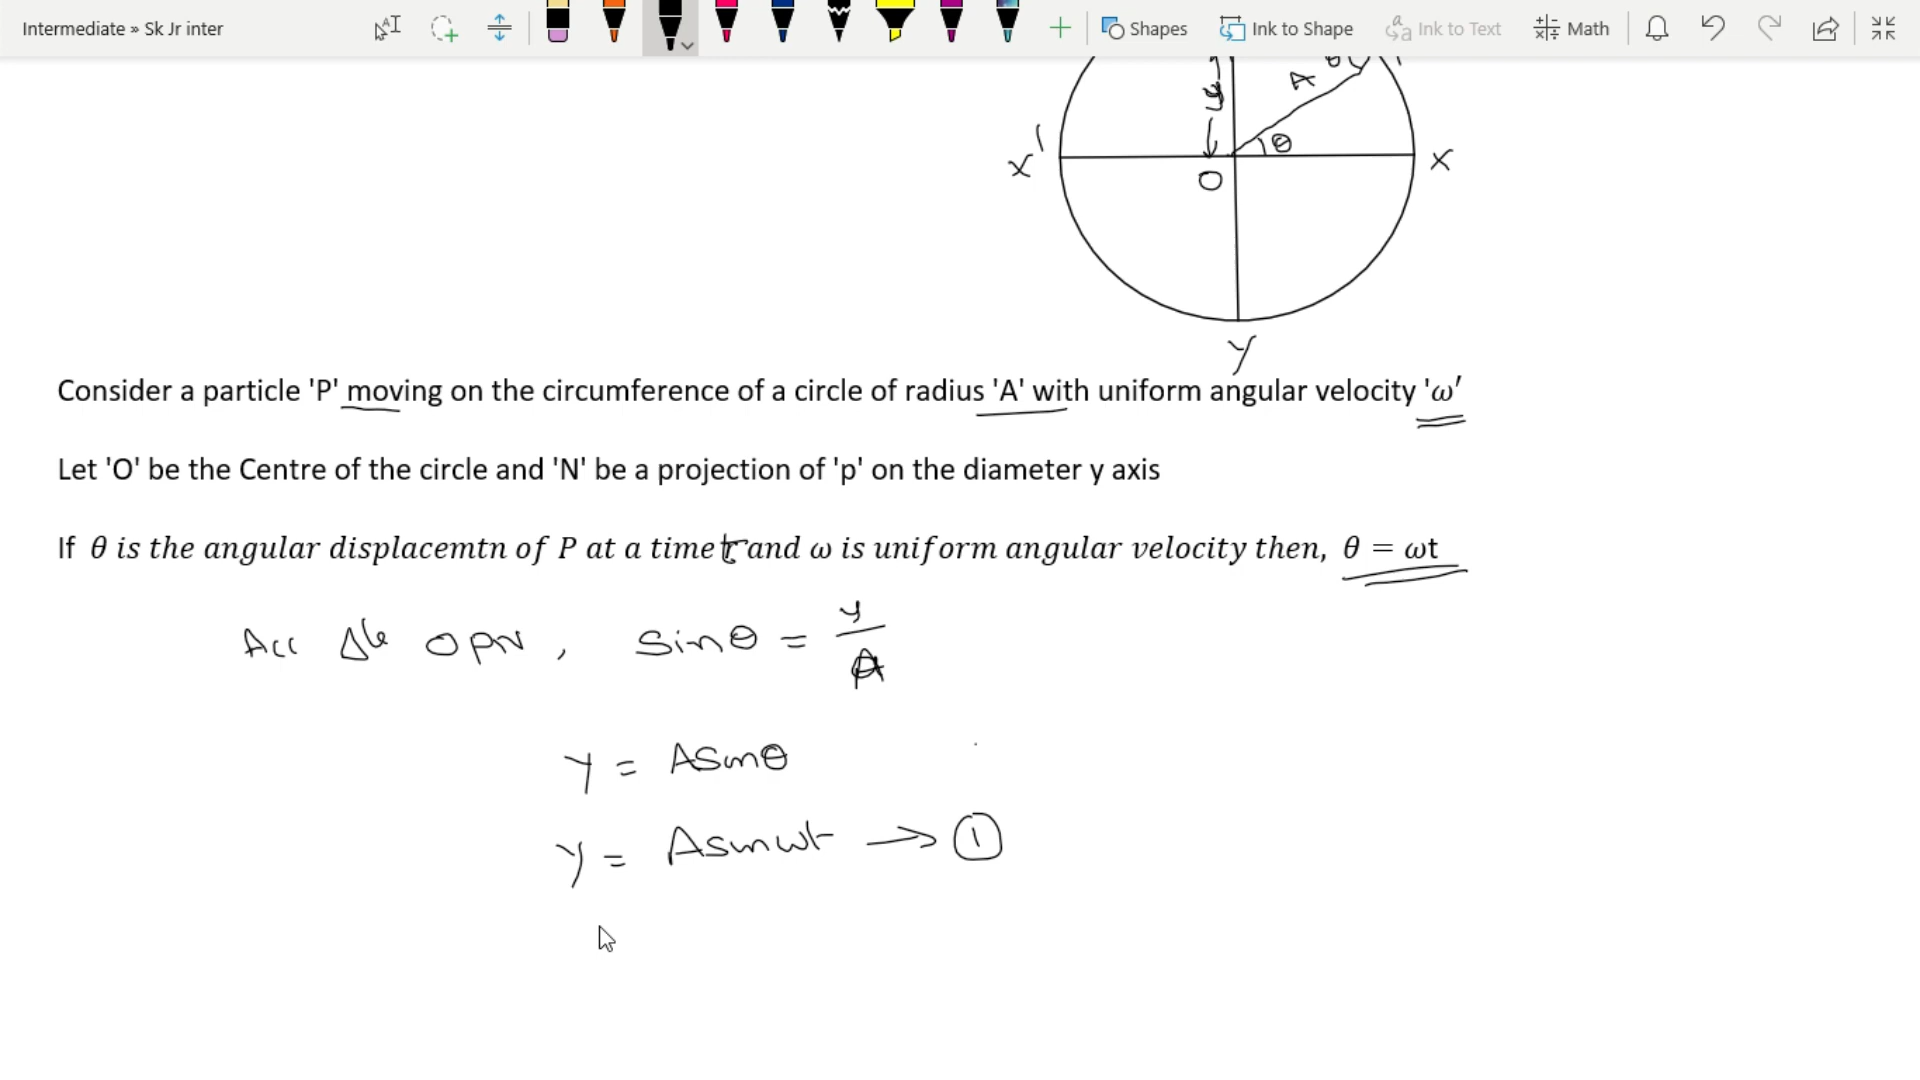 Intermediate » Sk Jr inter
Shapes
Ink to Shape
Ink to Text
Math
A
θ
X'
O
X
Y
Consider a particle 'P' moving on the circumference of a circle of radius 'A' with uniform angular velocity 'ω'
Let 'O' be the Centre of the circle and 'N' be a projection of 'p' on the diameter y axis
If θ is the angular displacemtn of P at a time t and ω is uniform angular velocity then, θ = ωt
Acc Δle OPN, Sinθ = y/A
y = ASinθ
y = ASinωt → ①